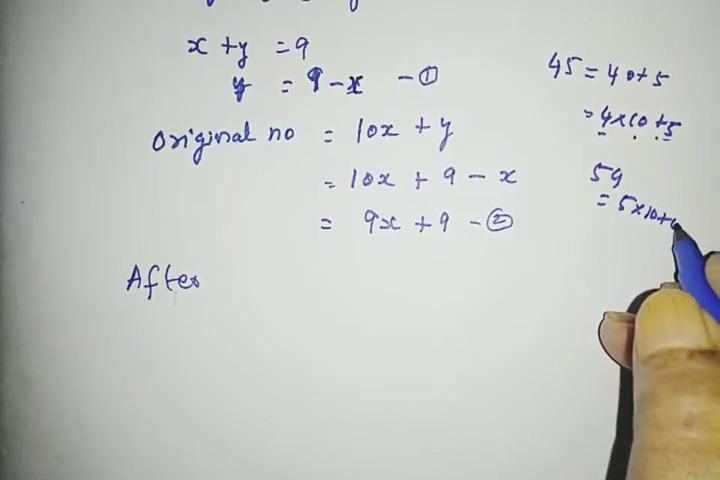 x + y = 9
y = 9 - x - ①
Original no = 10x + y
= 10x + 9 - x
= 9x + 9 - ②
After
45 = 40 + 5
= 4 × 10 + 5
59
= 5 × 10 +